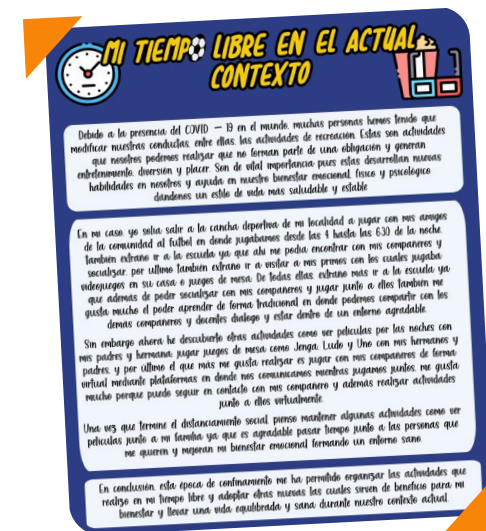 MI TIEMPO LIBRE EN EL ACTUAL
CONTEXTO
Debido a la presencia del COVID – 19 en el mundo, muchas personas hemos tenido que
modificar nuestras conductas, entre ellas, las actividades de recreación. Estas son actividades
que nosotros podemos realizar que no forman parte de una obligación y generan
entretenimiento, diversión y placer. Son de vital importancia pues estas desarrollan nuevas
habilidades en nosotros y ayuda en nuestro bienestar emocional, físico y psicológico
dándonos un estilo de vida más saludable y estable
En mi caso, yo solía salir a la cancha deportiva de mi localidad a jugar con mis amigos
de la comunidad al fútbol en donde jugábamos desde las 4 hasta las 6:30 de la noche,
también extraño ir a la escuela ya que ahí me podía encontrar con mis compañeros y
socializar, por ultimo también extraño ir a visitar a mis primos con los cuales jugaba
videojuegos en su casa o juegos de mesa. De todas ellas, extraño más ir a la escuela ya
que además de poder socializar con mis compañeros y jugar junto a ellos también me
gusta mucho el poder aprender de forma tradicional en donde podemos compartir con los
demás compañeros y docentes dialogo y estar dentro de un entorno agradable.
Sin embargo ahora he descubierto otras actividades como ver películas por las noches con
mis padres y hermana, jugar juegos de mesa como Jenga, Ludo y Uno con mis hermanos y
padres, y por último el que más me gusta realizar es jugar con mis compañeros de forma
virtual mediante plataformas en donde nos comunicamos mientras jugamos juntos, me gusta
mucho porque puedo seguir en contacto con mis compañero y además realizar actividades
junto a ellos virtualmente.
Una vez que termine el distanciamiento social, pienso mantener algunas actividades como ver
películas junto a mi familia ya que es agradable pasar tiempo junto a las personas que
me quieren y mejoran mi bienestar emocional formando un entorno sano.
En conclusión, esta época de confinamiento me ha permitido organizar las actividades que
realizo en mi tiempo libre y adoptar otras nuevas las cuales sirven de beneficio para mi
bienestar y llevar una vida equilibrada y sana durante nuestro contexto actual.